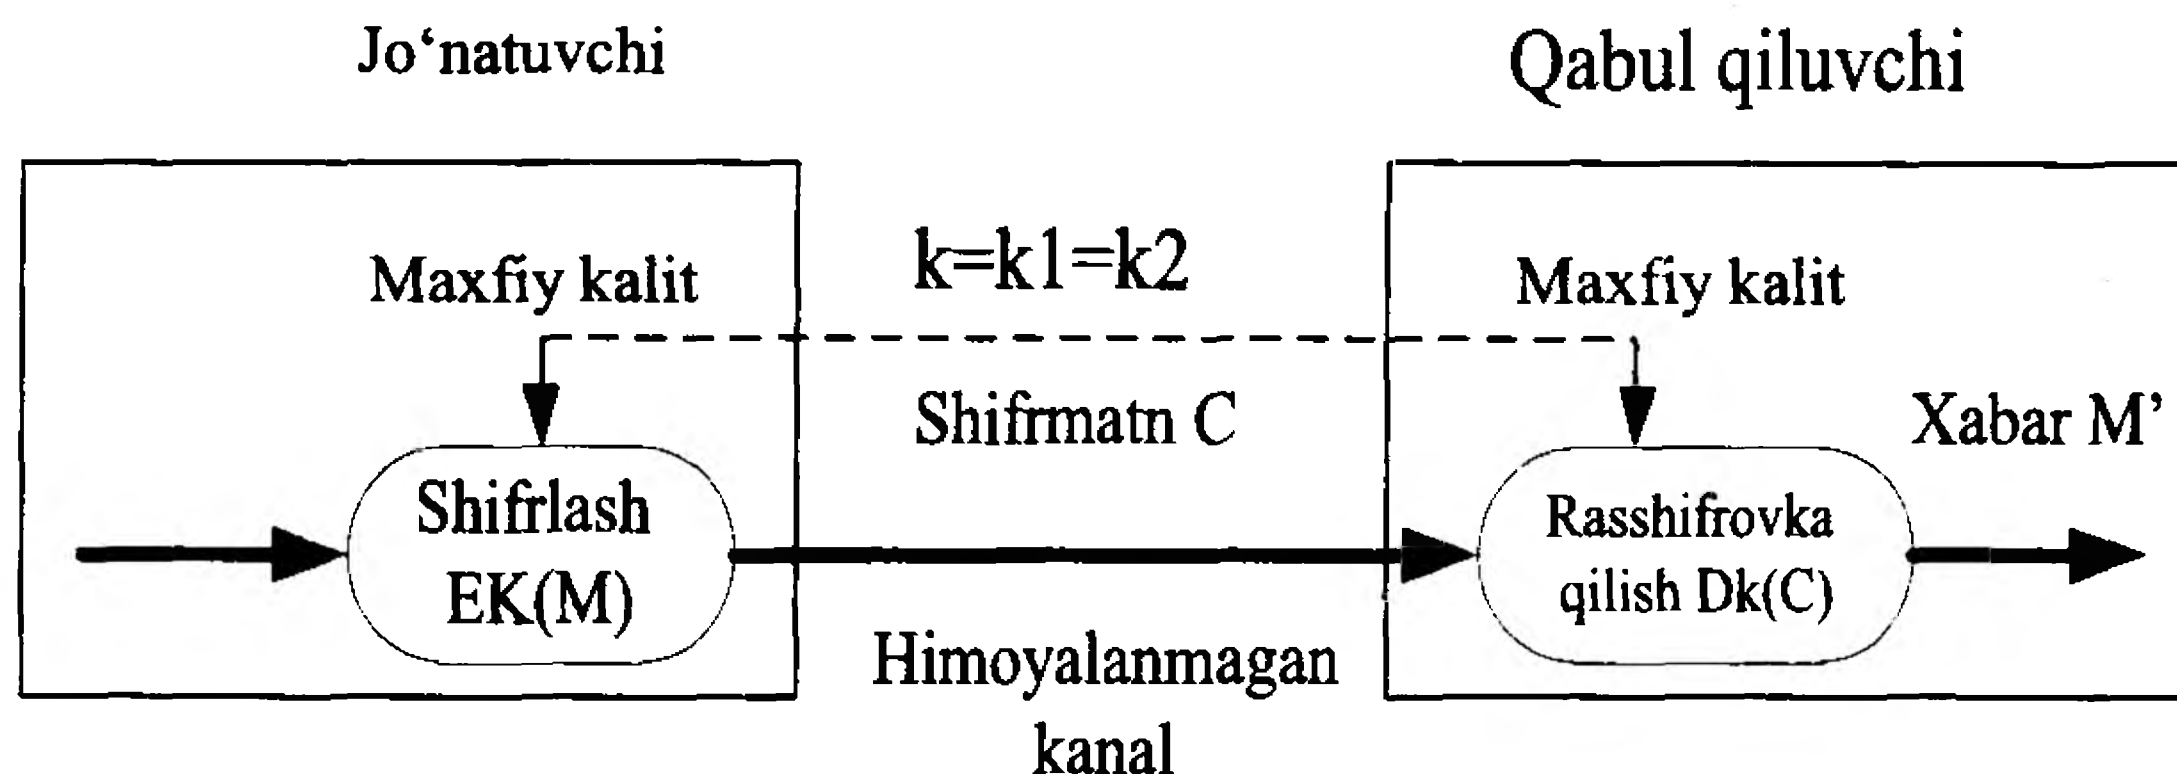 Jo‘natuvchi
Qabul qiluvchi
Maxfiy kalit
k=k1=k2
Maxfiy kalit
Shifrmatn C
Xabar M’
Shifrlash
EK(M)
Rasshifrovka
qilish Dk(C)
Himoyalanmagan
kanal